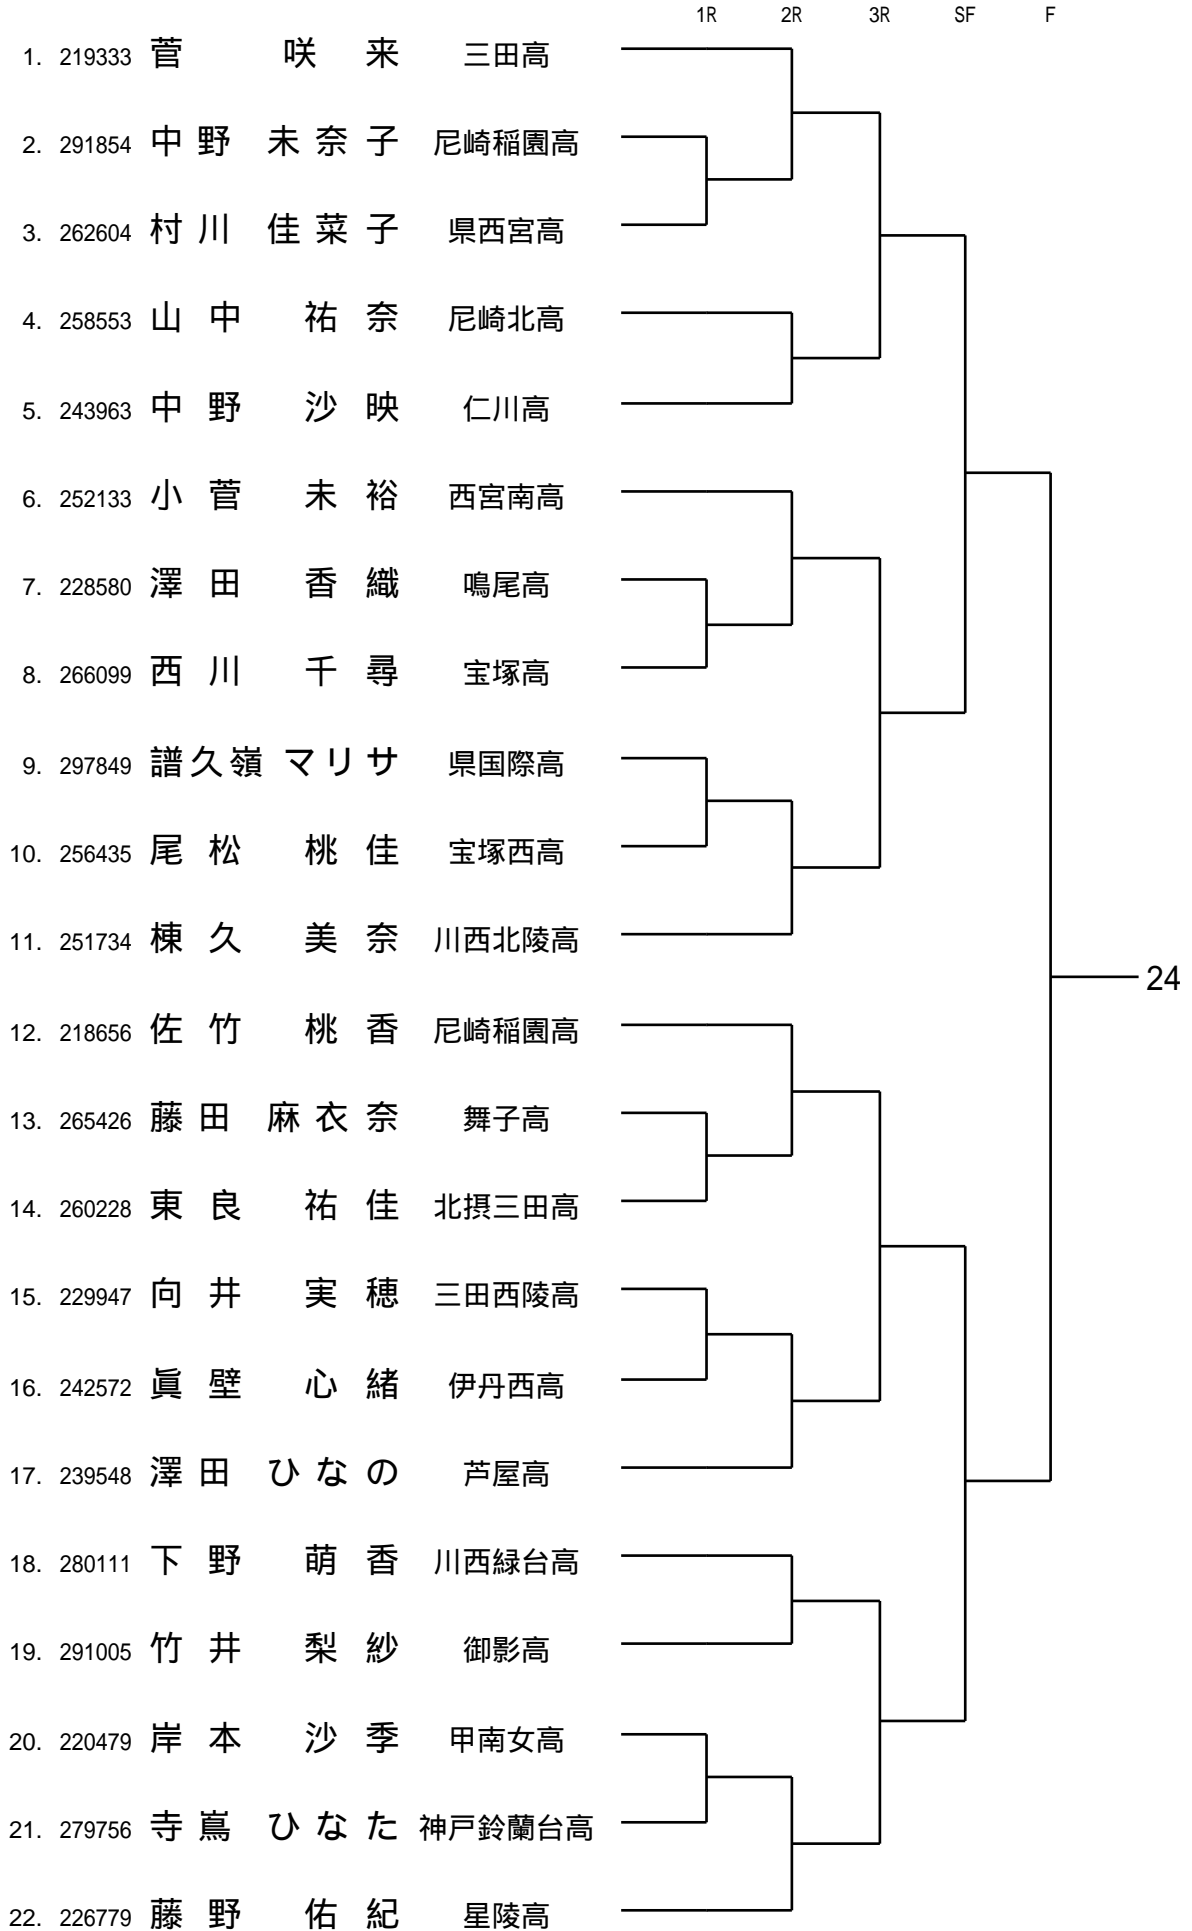 1R 2R 3R SF F
1. 219333 菅 咲 来 三田高
2. 291854 中 野 未 奈 子 尼崎稲園高
3. 262604 村 川 佳 菜 子 県西宮高
4. 258553 山 中 祐 奈 尼崎北高
5. 243963 中 野 沙 映 仁川高
6. 252133 小 菅 未 裕 西宮南高
7. 228580 澤 田 香 織 鳴尾高
8. 266099 西 川 千 尋 宝塚高
9. 297849 譜久嶺 マリサ 県国際高
10. 256435 尾 松 桃 佳 宝塚西高
11. 251734 棟 久 美 奈 川西北陵高
24
12. 218656 佐 竹 桃 香 尼崎稲園高
13. 265426 藤 田 麻 衣 奈 舞子高
14. 260228 東 良 祐 佳 北摂三田高
15. 229947 向 井 実 穂 三田西陵高
16. 242572 眞 壁 心 緒 伊丹西高
17. 239548 澤 田 ひ な の 芦屋高
18. 280111 下 野 萌 香 川西緑台高
19. 291005 竹 井 梨 紗 御影高
20. 220479 岸 本 沙 季 甲南女高
21. 279756 寺 嶌 ひ な た 神戸鈴蘭台高
22. 226779 藤 野 佑 紀 星陵高